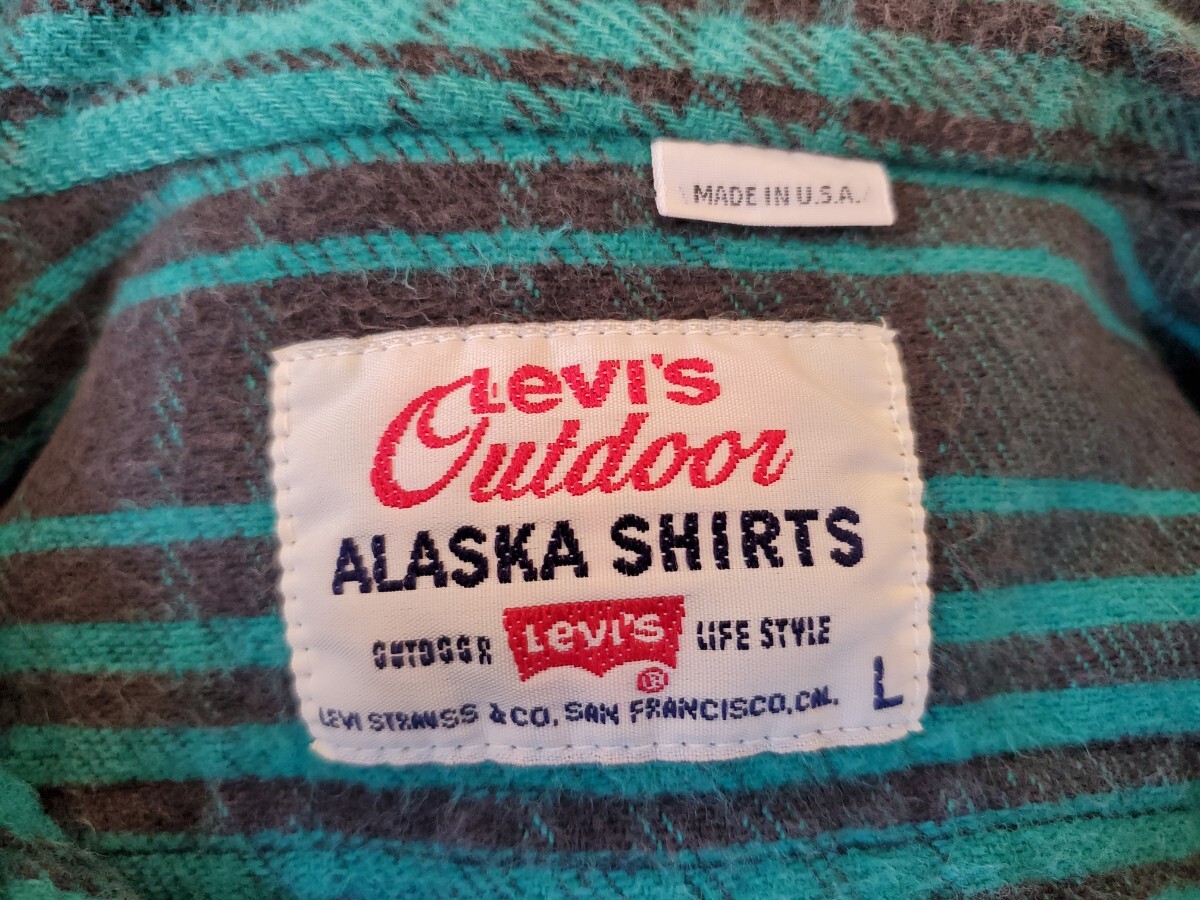 MADE IN U.S.A.
Levi's
Outdoor
ALASKA SHIRTS
OUTDOOR Levi's LIFE STYLE
®
L
LEVI STRAUSS & CO. SAN FRANCISCO, CAL.